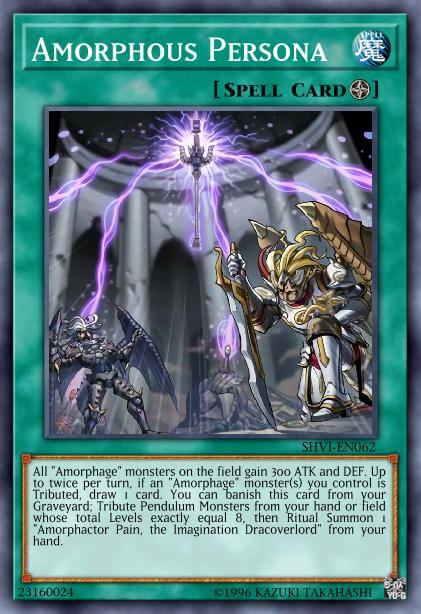 AMORPHOUS PERSONA
SPELL
魔
[SPELL CARD]
SHVI-EN062
All "Amorphage" monsters on the field gain 300 ATK and DEF. Up
to twice per turn, if an "Amorphage" monster(s) you control is
Tributed, draw 1 card. You can banish this card from your
Graveyard; Tribute Pendulum Monsters from your hand or field
whose total Levels exactly equal 8, then Ritual Summon 1
"Amorphactor Pain, the Imagination Dracoverlord" from your
hand.
23160024
©1996 KAZUKI TAKAHASHI